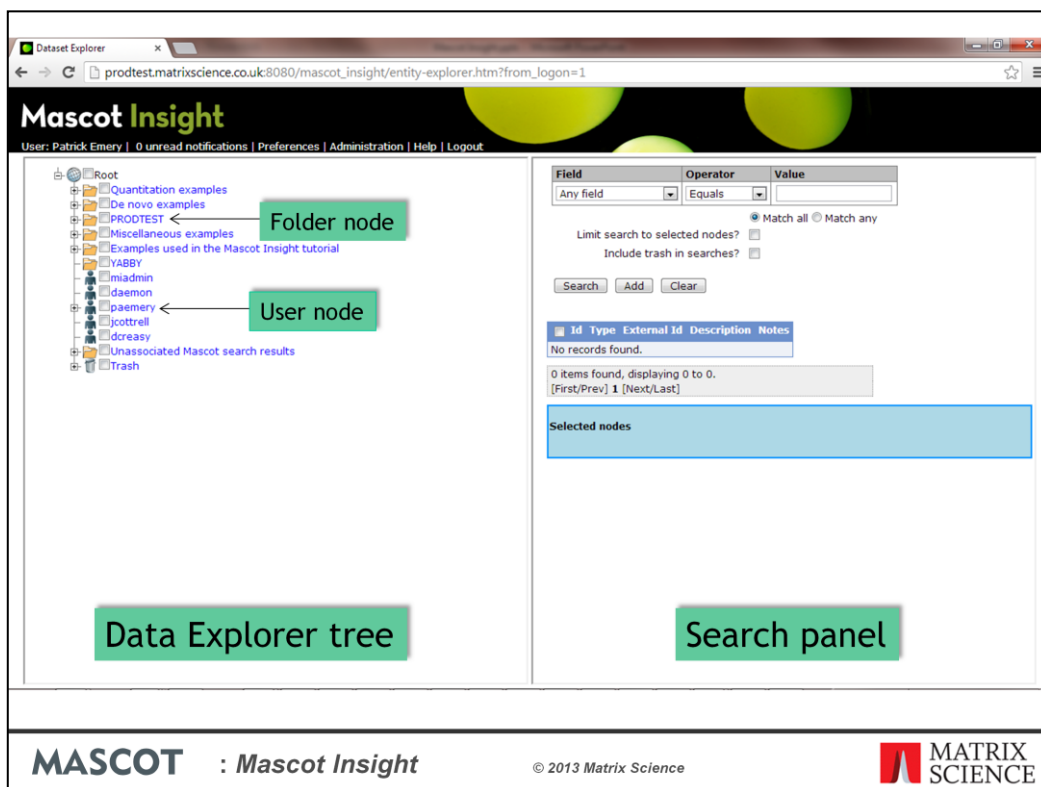 Dataset Explorer
prodtest.matrixscience.co.uk:8080/mascot_insight/entity-explorer.htm?from_logon=1
Mascot Insight
User: Patrick Emery | 0 unread notifications | Preferences | Administration | Help | Logout
Root
Quantitation examples
De novo examples
PRODTEST
Miscellaneous examples
Examples used in the Mascot Insight tutorial
YABBY
miadmin
daemon
paemery
jcottrell
dcreasy
Unassociated Mascot search results
Trash
Folder node
User node
Data Explorer tree
Field Operator Value
Any field Equals
Match all Match any
Limit search to selected nodes?
Include trash in searches?
Search Add Clear
Id Type External Id Description Notes
No records found.
0 items found, displaying 0 to 0.
[First/Prev] 1 [Next/Last]
Selected nodes
Search panel
MASCOT : Mascot Insight © 2013 Matrix Science
MATRIX
SCIENCE